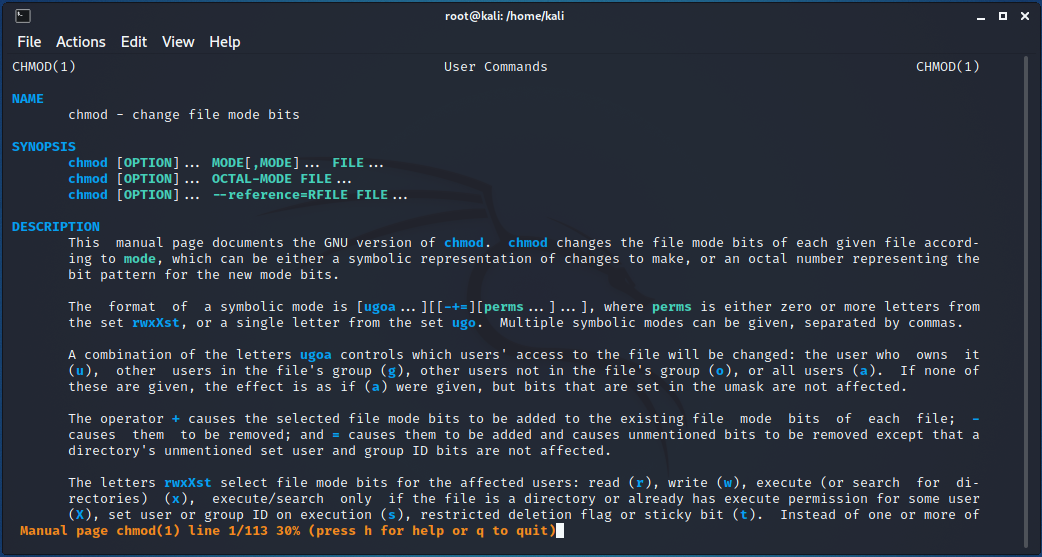 root@kali: /home/kali
File Actions Edit View Help
CHMOD(1) User Commands CHMOD(1)
NAME
chmod - change file mode bits
SYNOPSIS
chmod [OPTION]... MODE[,MODE]... FILE...
chmod [OPTION]... OCTAL-MODE FILE...
chmod [OPTION]... --reference=RFILE FILE...
DESCRIPTION
This manual page documents the GNU version of chmod. chmod changes the file mode bits of each given file accord-
ing to mode, which can be either a symbolic representation of changes to make, or an octal number representing the
bit pattern for the new mode bits.
The format of a symbolic mode is [ugoa...][[-+=][perms...]...], where perms is either zero or more letters from
the set rwxXst, or a single letter from the set ugo. Multiple symbolic modes can be given, separated by commas.
A combination of the letters ugoa controls which users' access to the file will be changed: the user who owns it
(u), other users in the file's group (g), other users not in the file's group (o), or all users (a). If none of
these are given, the effect is as if (a) were given, but bits that are set in the umask are not affected.
The operator + causes the selected file mode bits to be added to the existing file mode bits of each file; -
causes them to be removed; and = causes them to be added and causes unmentioned bits to be removed except that a
directory's unmentioned set user and group ID bits are not affected.
The letters rwxXst select file mode bits for the affected users: read (r), write (w), execute (or search for di-
rectories) (x), execute/search only if the file is a directory or already has execute permission for some user
(X), set user or group ID on execution (s), restricted deletion flag or sticky bit (t). Instead of one or more of
Manual page chmod(1) line 1/113 30% (press h for help or q to quit)